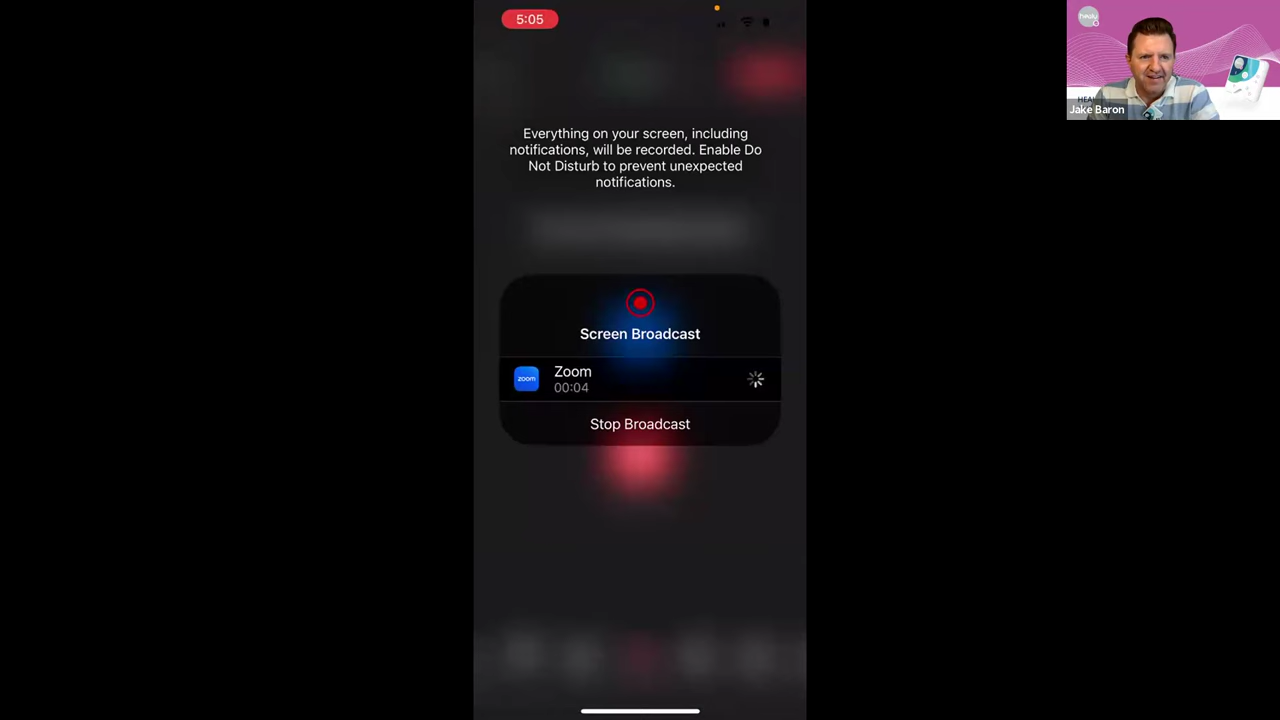 5:05
Everything on your screen, including
notifications, will be recorded. Enable Do
Not Disturb to prevent unexpected
notifications.
Screen Broadcast
zoom
Zoom
00:04
Stop Broadcast
Jake Baron